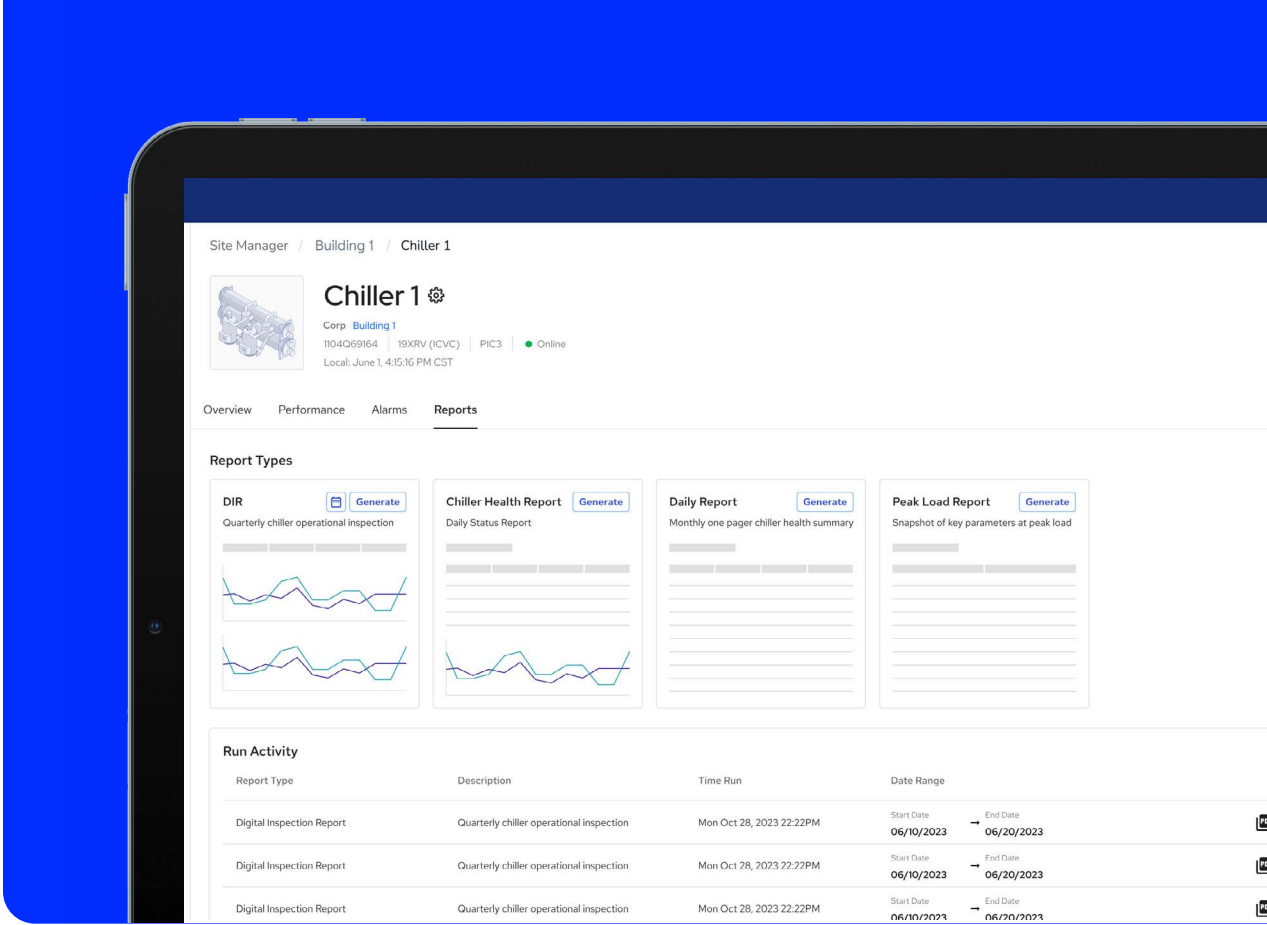 Site Manager / Building 1 / Chiller 1
Chiller 1
Corp Building 1
1104Q69164 19XRV (ICVC) PIC3 Online
Local: June 1, 4:15:16 PM CST
Overview Performance Alarms Reports
Report Types
DIR Generate
Quarterly chiller operational inspection
Chiller Health Report Generate
Daily Status Report
Daily Report Generate
Monthly one pager chiller health summary
Peak Load Report Generate
Snapshot of key parameters at peak load
Run Activity
Report Type Description Time Run Date Range
Start Date End Date
Digital Inspection Report Quarterly chiller operational inspection Mon Oct 28, 2023 22:22PM 06/10/2023 → 06/20/2023
Start Date End Date
Digital Inspection Report Quarterly chiller operational inspection Mon Oct 28, 2023 22:22PM 06/10/2023 → 06/20/2023
Start Date End Date
Digital Inspection Report Quarterly chiller operational inspection Mon Oct 28, 2023 22:22PM 06/10/2023 → 06/20/2023